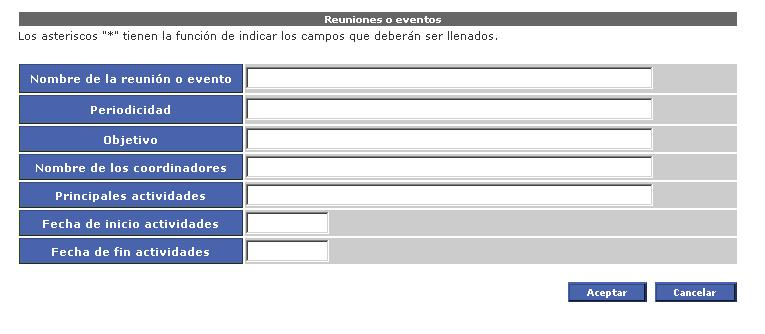 Reuniones o eventos
Los asteriscos "*" tienen la función de indicar los campos que deberán ser llenados.
Nombre de la reunión o evento
Periodicidad
Objetivo
Nombre de los coordinadores
Principales actividades
Fecha de inicio actividades
Fecha de fin actividades
Aceptar Cancelar